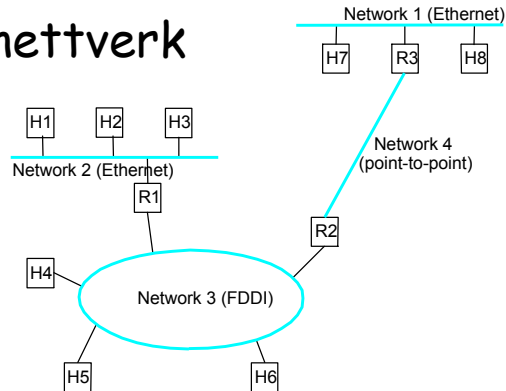 nettverk
Network 1 (Ethernet)
H7
R3
H8
H1
H2
H3
Network 2 (Ethernet)
R1
Network 4
(point-to-point)
R2
H4
Network 3 (FDDI)
H5
H6